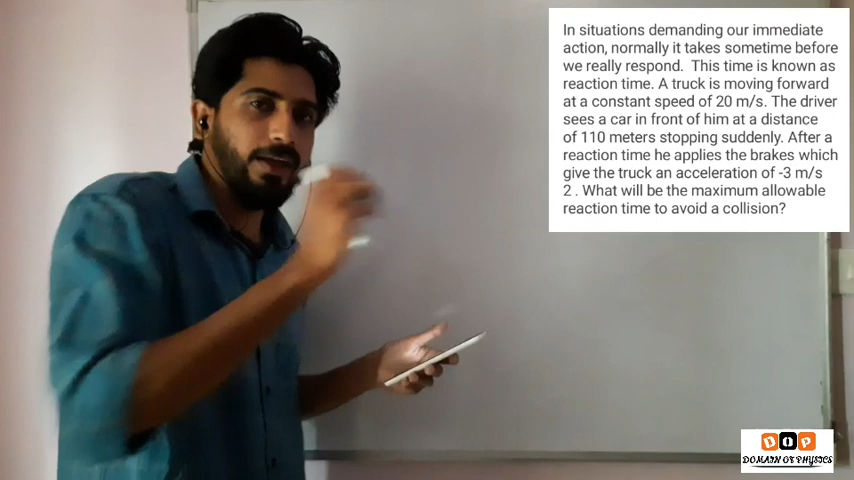 In situations demanding our immediate
action, normally it takes sometime before
we really respond.  This time is known as
reaction time. A truck is moving forward
at a constant speed of 20 m/s. The driver
sees a car in front of him at a distance
of 110 meters stopping suddenly. After a
reaction time he applies the brakes which
give the truck an acceleration of -3 m/s
2 . What will be the maximum allowable
reaction time to avoid a collision?
DOP
DOMAIN OF PHYSICS